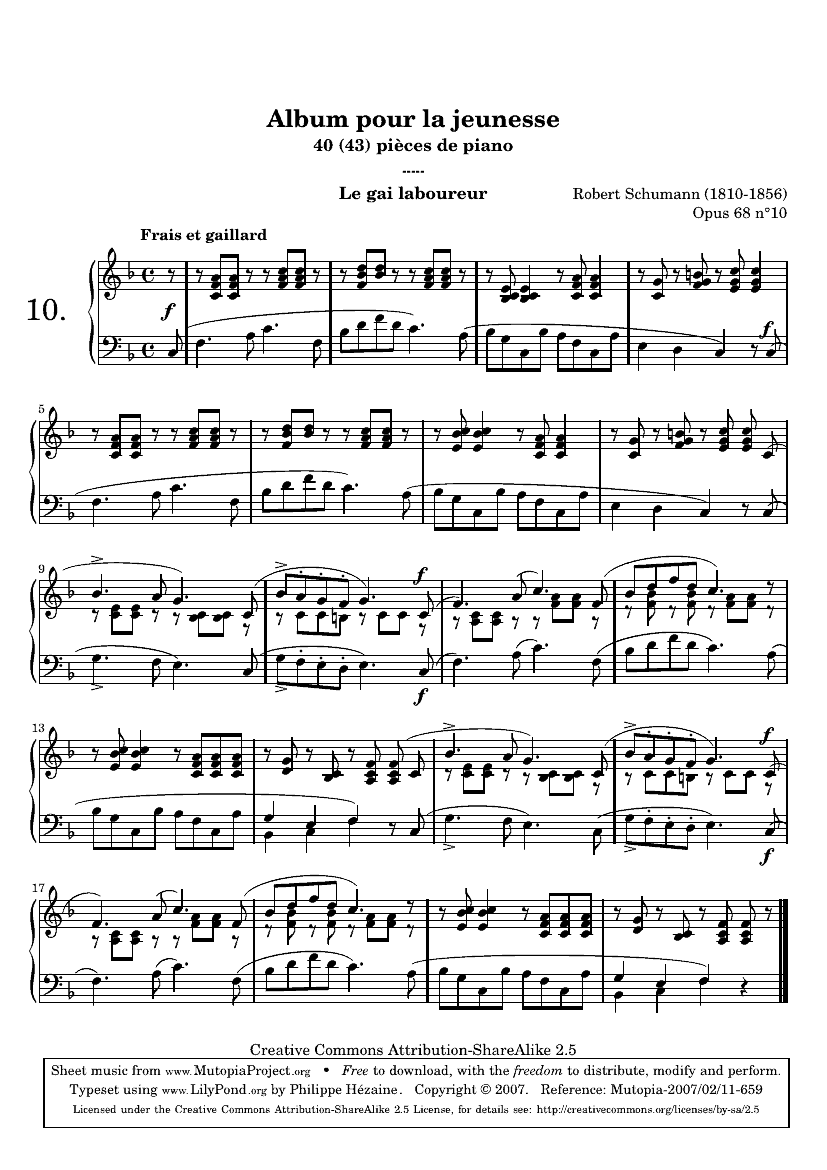 Album pour la jeunesse
40 (43) pièces de piano
-----
Le gai laboureur
Robert Schumann (1810-1856)
Opus 68 n°10
Frais et gaillard
10.
f
f
5
9
f
f
13
f
f
17
Creative Commons Attribution-ShareAlike 2.5
Sheet music from www.MutopiaProject.org • Free to download, with the freedom to distribute, modify and perform.
Typeset using www.LilyPond.org by Philippe Hézaine. Copyright © 2007. Reference: Mutopia-2007/02/11-659
Licensed under the Creative Commons Attribution-ShareAlike 2.5 License, for details see: http://creativecommons.org/licenses/by-sa/2.5